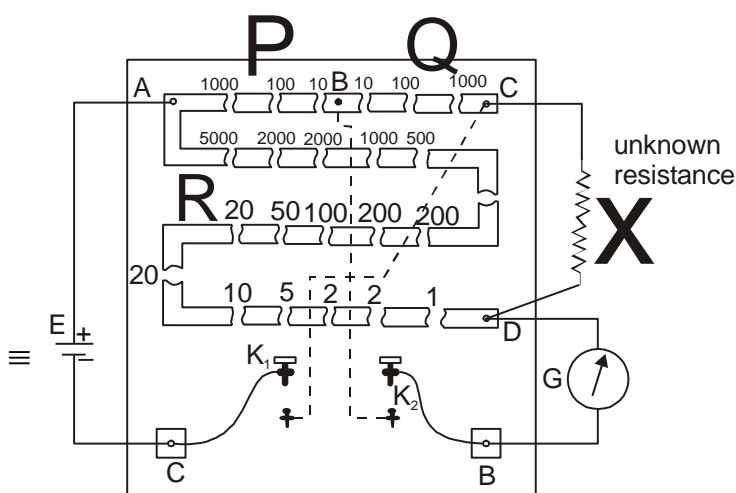 P Q
A 1000 100 10 B 10 100 1000 C
5000 2000 2000 1000 500
unknown
resistance
X
R 20 50 100 200 200
20
10 5 2 2 1
D
E + −
≡
K₁ K₂
G
C B